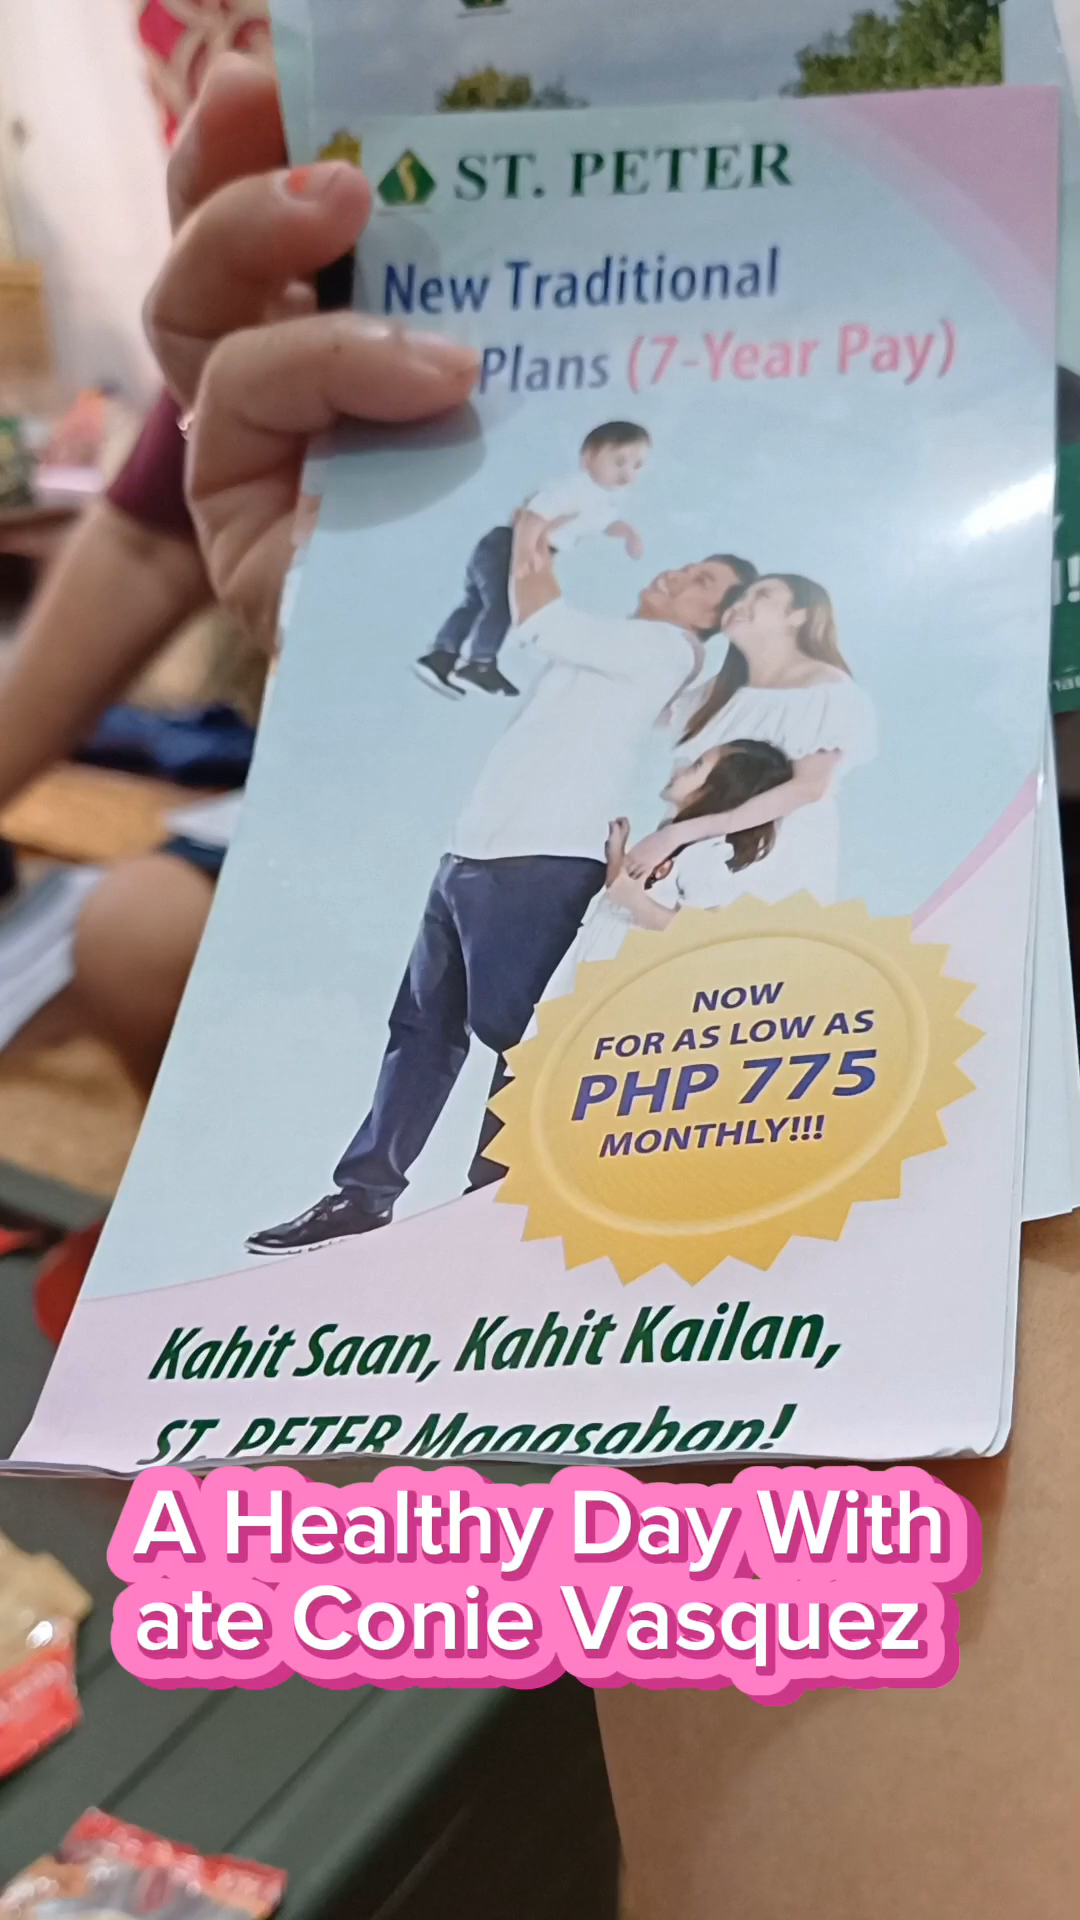 ST. PETER
New Traditional
Plans (7-Year Pay)
NOW
FOR AS LOW AS
PHP 775
MONTHLY!!!
Kahit Saan, Kahit Kailan,
ST. PETER Maaasahan!
A Healthy Day With
ate Conie Vasquez